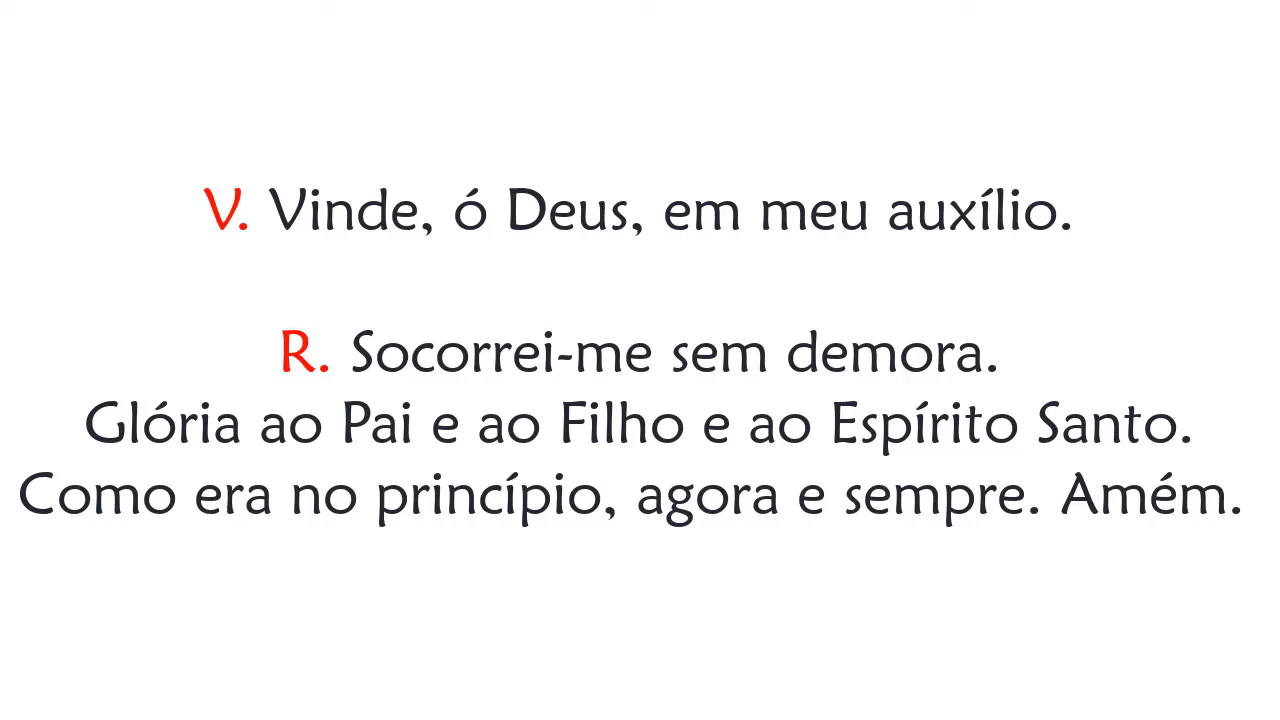 V. Vinde, ó Deus, em meu auxílio.
R. Socorrei-me sem demora.
Glória ao Pai e ao Filho e ao Espírito Santo.
Como era no princípio, agora e sempre. Amém.